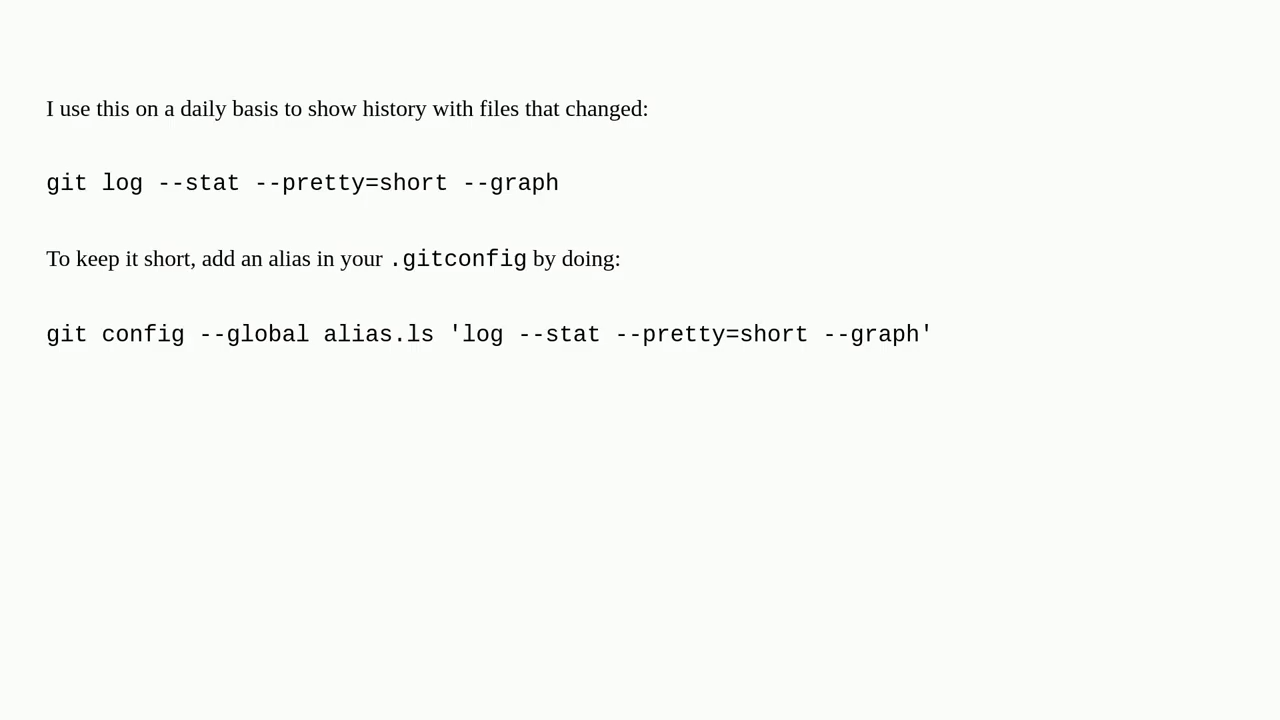 I use this on a daily basis to show history with files that changed:
git log --stat --pretty=short --graph
To keep it short, add an alias in your .gitconfig by doing:
git config --global alias.ls 'log --stat --pretty=short --graph'